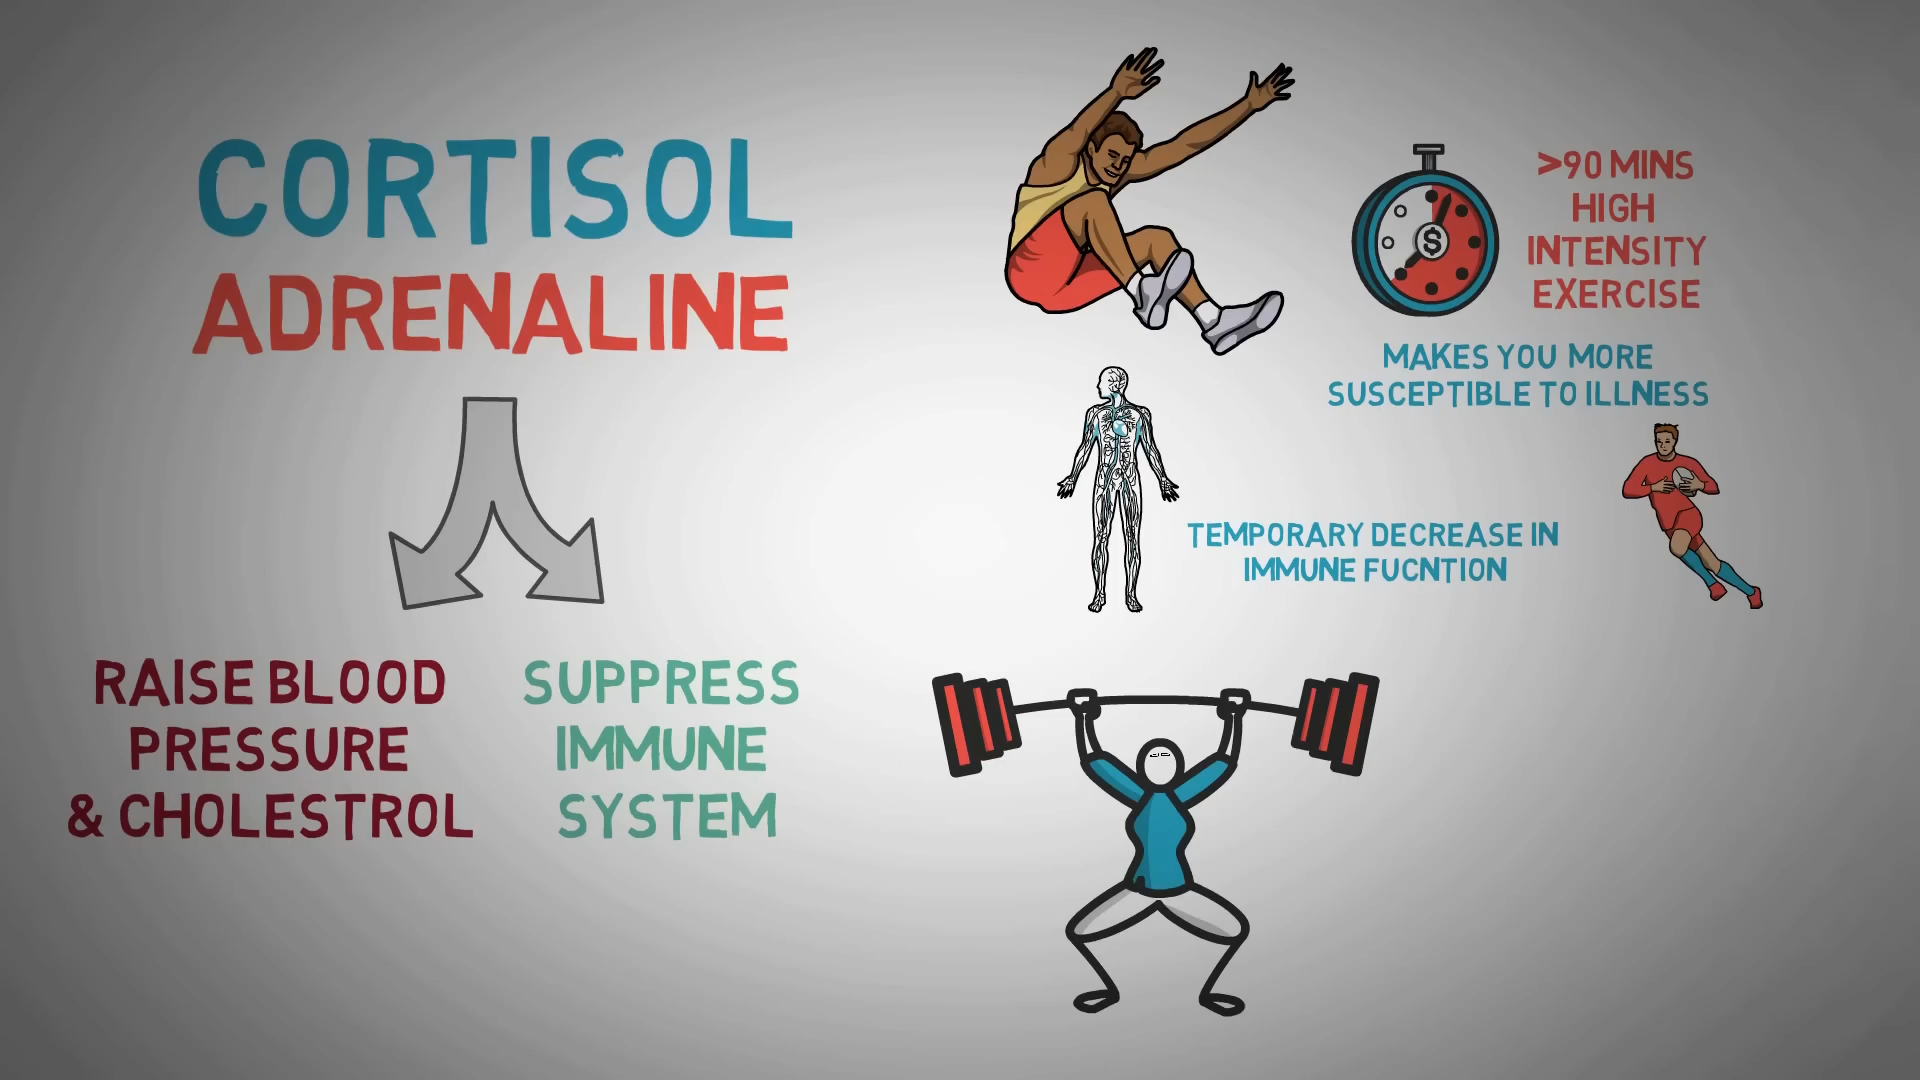 CORTISOL
ADRENALINE
RAISE BLOOD
PRESSURE
& CHOLESTROL
SUPPRESS
IMMUNE
SYSTEM
>90 MINS
HIGH
INTENSITY
EXERCISE
$
MAKES YOU MORE
SUSCEPTIBLE TO ILLNESS
TEMPORARY DECREASE IN
IMMUNE FUCNTION